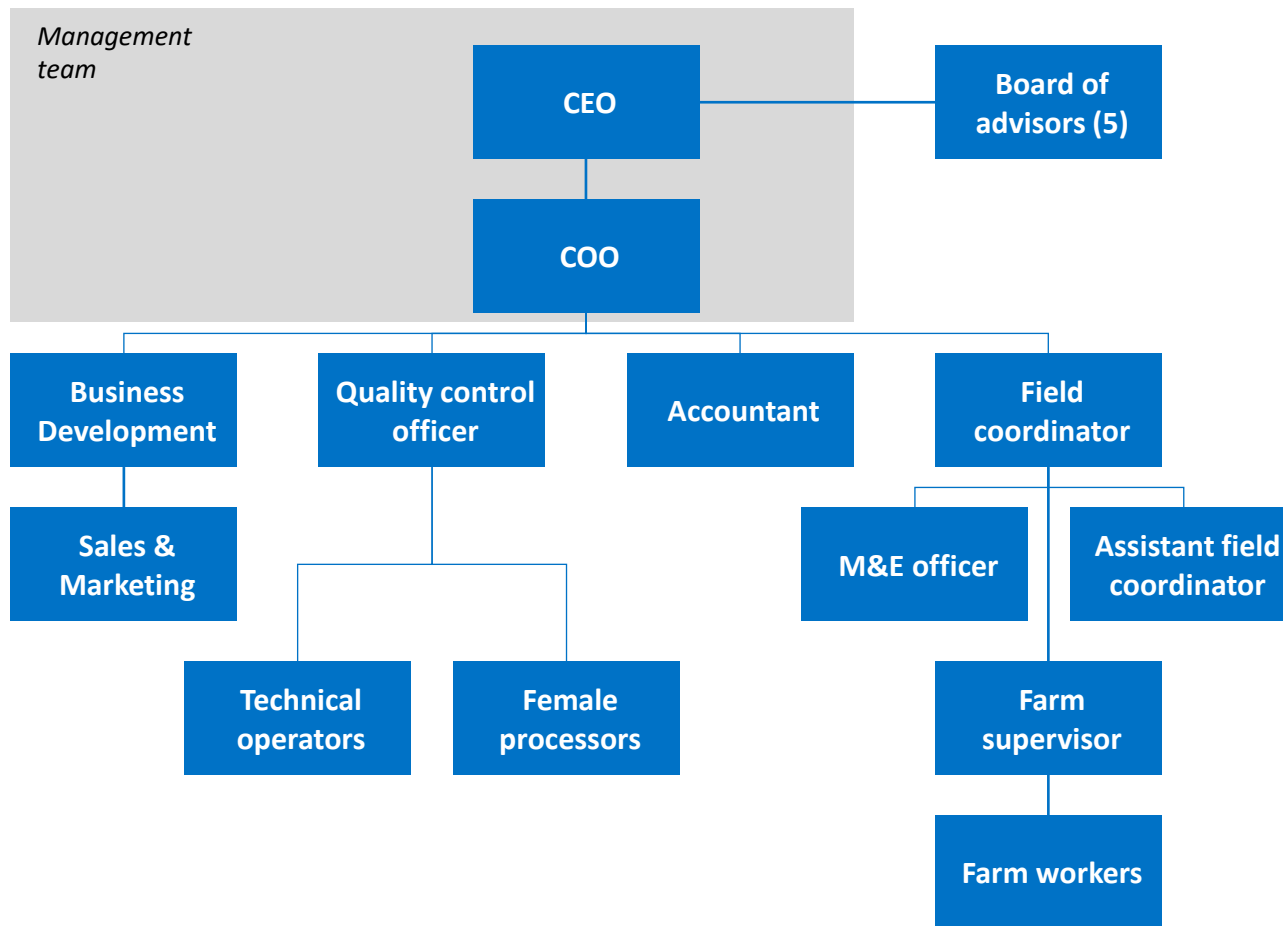 Management
team
CEO
Board of
advisors (5)
COO
Business
Development
Quality control
officer
Accountant
Field
coordinator
Sales &
Marketing
M&E officer
Assistant field
coordinator
Technical
operators
Female
processors
Farm
supervisor
Farm workers